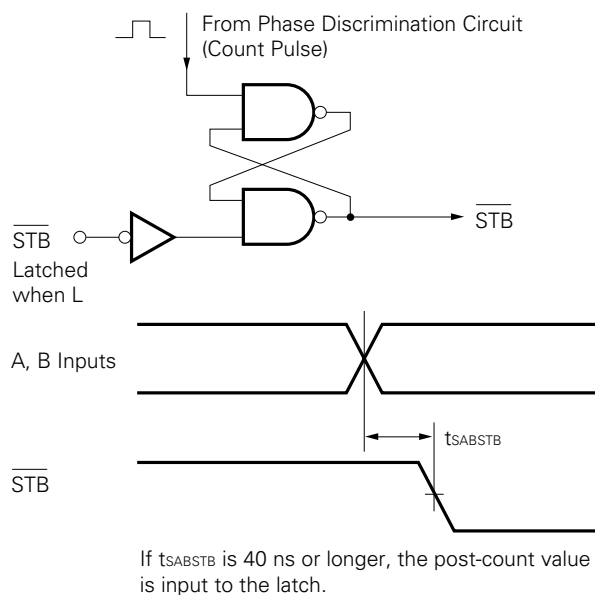 From Phase Discrimination Circuit
(Count Pulse)
STB
STB
Latched
when L
A, B Inputs
tSABSTB
STB
If tSABSTB is 40 ns or longer, the post-count value
is input to the latch.